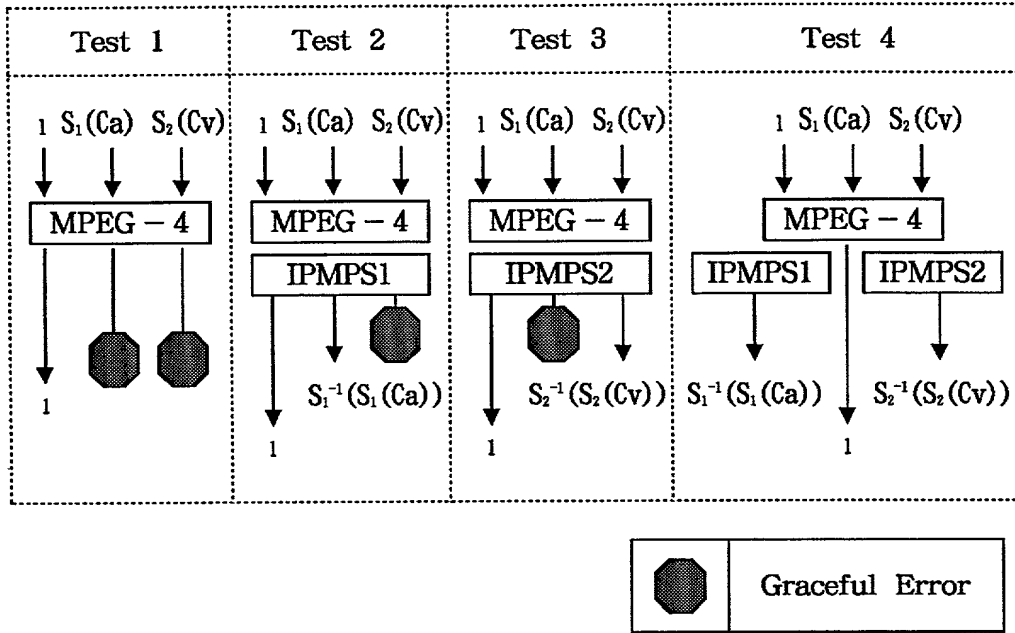 Test 1 Test 2 Test 3 Test 4
1 S₁(Ca) S₂(Cv) 1 S₁(Ca) S₂(Cv) 1 S₁(Ca) S₂(Cv) 1 S₁(Ca) S₂(Cv)
MPEG-4 MPEG-4 MPEG-4 MPEG-4
IPMPS1 IPMPS2 IPMPS1 IPMPS2
1 S₁⁻¹(S₁(Ca)) S₂⁻¹(S₂(Cv)) S₁⁻¹(S₁(Ca)) S₂⁻¹(S₂(Cv))
1 1 1
Graceful Error